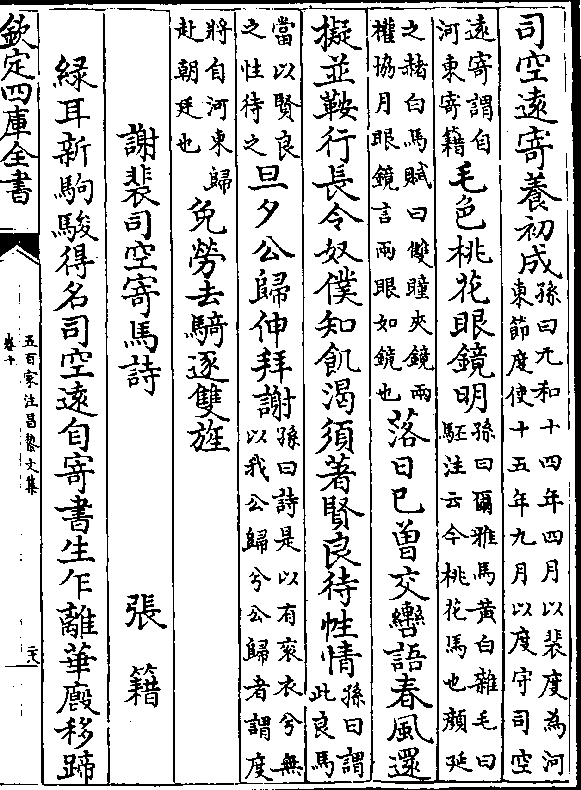 司空遠寄養初成孫曰元和十四年四月以裴度為河
東節度使十五年九月以度守司空
遠寄謂自
河東寄籍毛色桃花眼鏡明孫曰爾雅馬黄白雜毛曰
駓注云今桃花馬也顔延
之赭白馬賦曰雙瞳夾鏡兩
權協月眼鏡言兩眼如鏡也落日已曾交轡語春風還
擬並鞍行長令奴僕知飢渴須著賢良待性情孫曰謂
此良馬
當以賢良
之性待之旦夕公歸伸拜謝孫曰詩是以有衮衣兮無
以我公歸兮公歸者謂度
將自河東歸
赴朝廷也免勞去騎逐雙旌
謝裴司空寄馬詩 張籍
緑耳新駒駿得名司空遠自寄書生乍離華廐移蹄
欽定四庫全書
五百家注昌黎文集
卷十